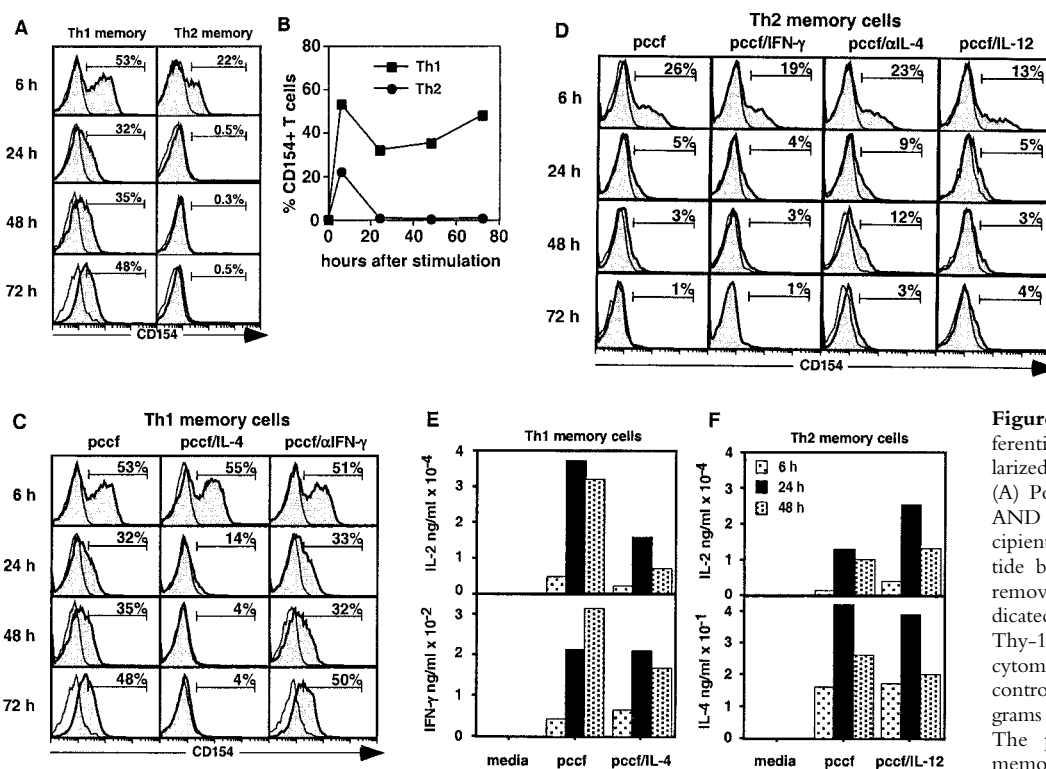 A
Th1 memory Th2 memory
6 h 53% 22%
24 h 32% 0.5%
48 h 35% 0.3%
72 h 48% 0.5%
CD154
B
% CD154+ T cells
80
60
40
20
0
Th1
Th2
0 20 40 60 80
hours after stimulation
C
Th1 memory cells
pccf pccf/IL-4 pccf/αIFN-γ
6 h 53% 55% 51%
24 h 32% 14% 33%
48 h 35% 4% 32%
72 h 48% 4% 50%
CD154
D
Th2 memory cells
pccf pccf/IFN-γ pccf/αIL-4 pccf/IL-12
6 h 26% 19% 23% 13%
24 h 5% 4% 9% 5%
48 h 3% 3% 12% 3%
72 h 1% 1% 3% 4%
CD154
E
Th1 memory cells
IL-2 ng/ml x 10-4
4
3
2
1
0
IFN-γ ng/ml x 10-2
3
2
1
0
media pccf pccf/IL-4
F
Th2 memory cells
6 h
24 h
48 h
IL-2 ng/ml x 10-4
4
3
2
1
0
IL-4 ng/ml x 10-1
4
3
2
1
0
media pccf pccf/IL-12
Figure
ferenti
larized
(A) Po
AND
cipient
tide b
remov
dicated
Thy-1
cytom
contro
grams
The p
memo